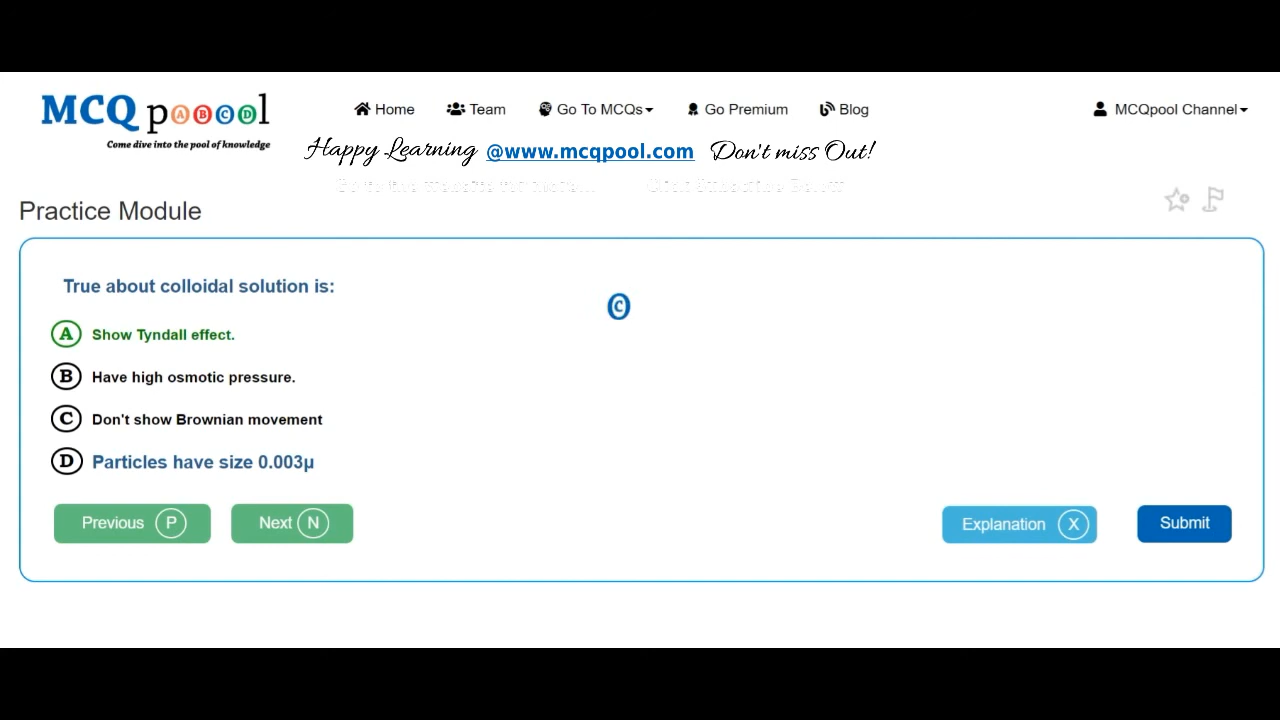 MCQ pooool
Come dive into the pool of knowledge
Home Team Go To MCQs Go Premium Blog MCQpool Channel
Happy Learning @www.mcqpool.com Don't miss Out!
Practice Module
True about colloidal solution is:
C
A Show Tyndall effect.
B Have high osmotic pressure.
C Don't show Brownian movement
D Particles have size 0.003μ
Previous P Next N Explanation X Submit